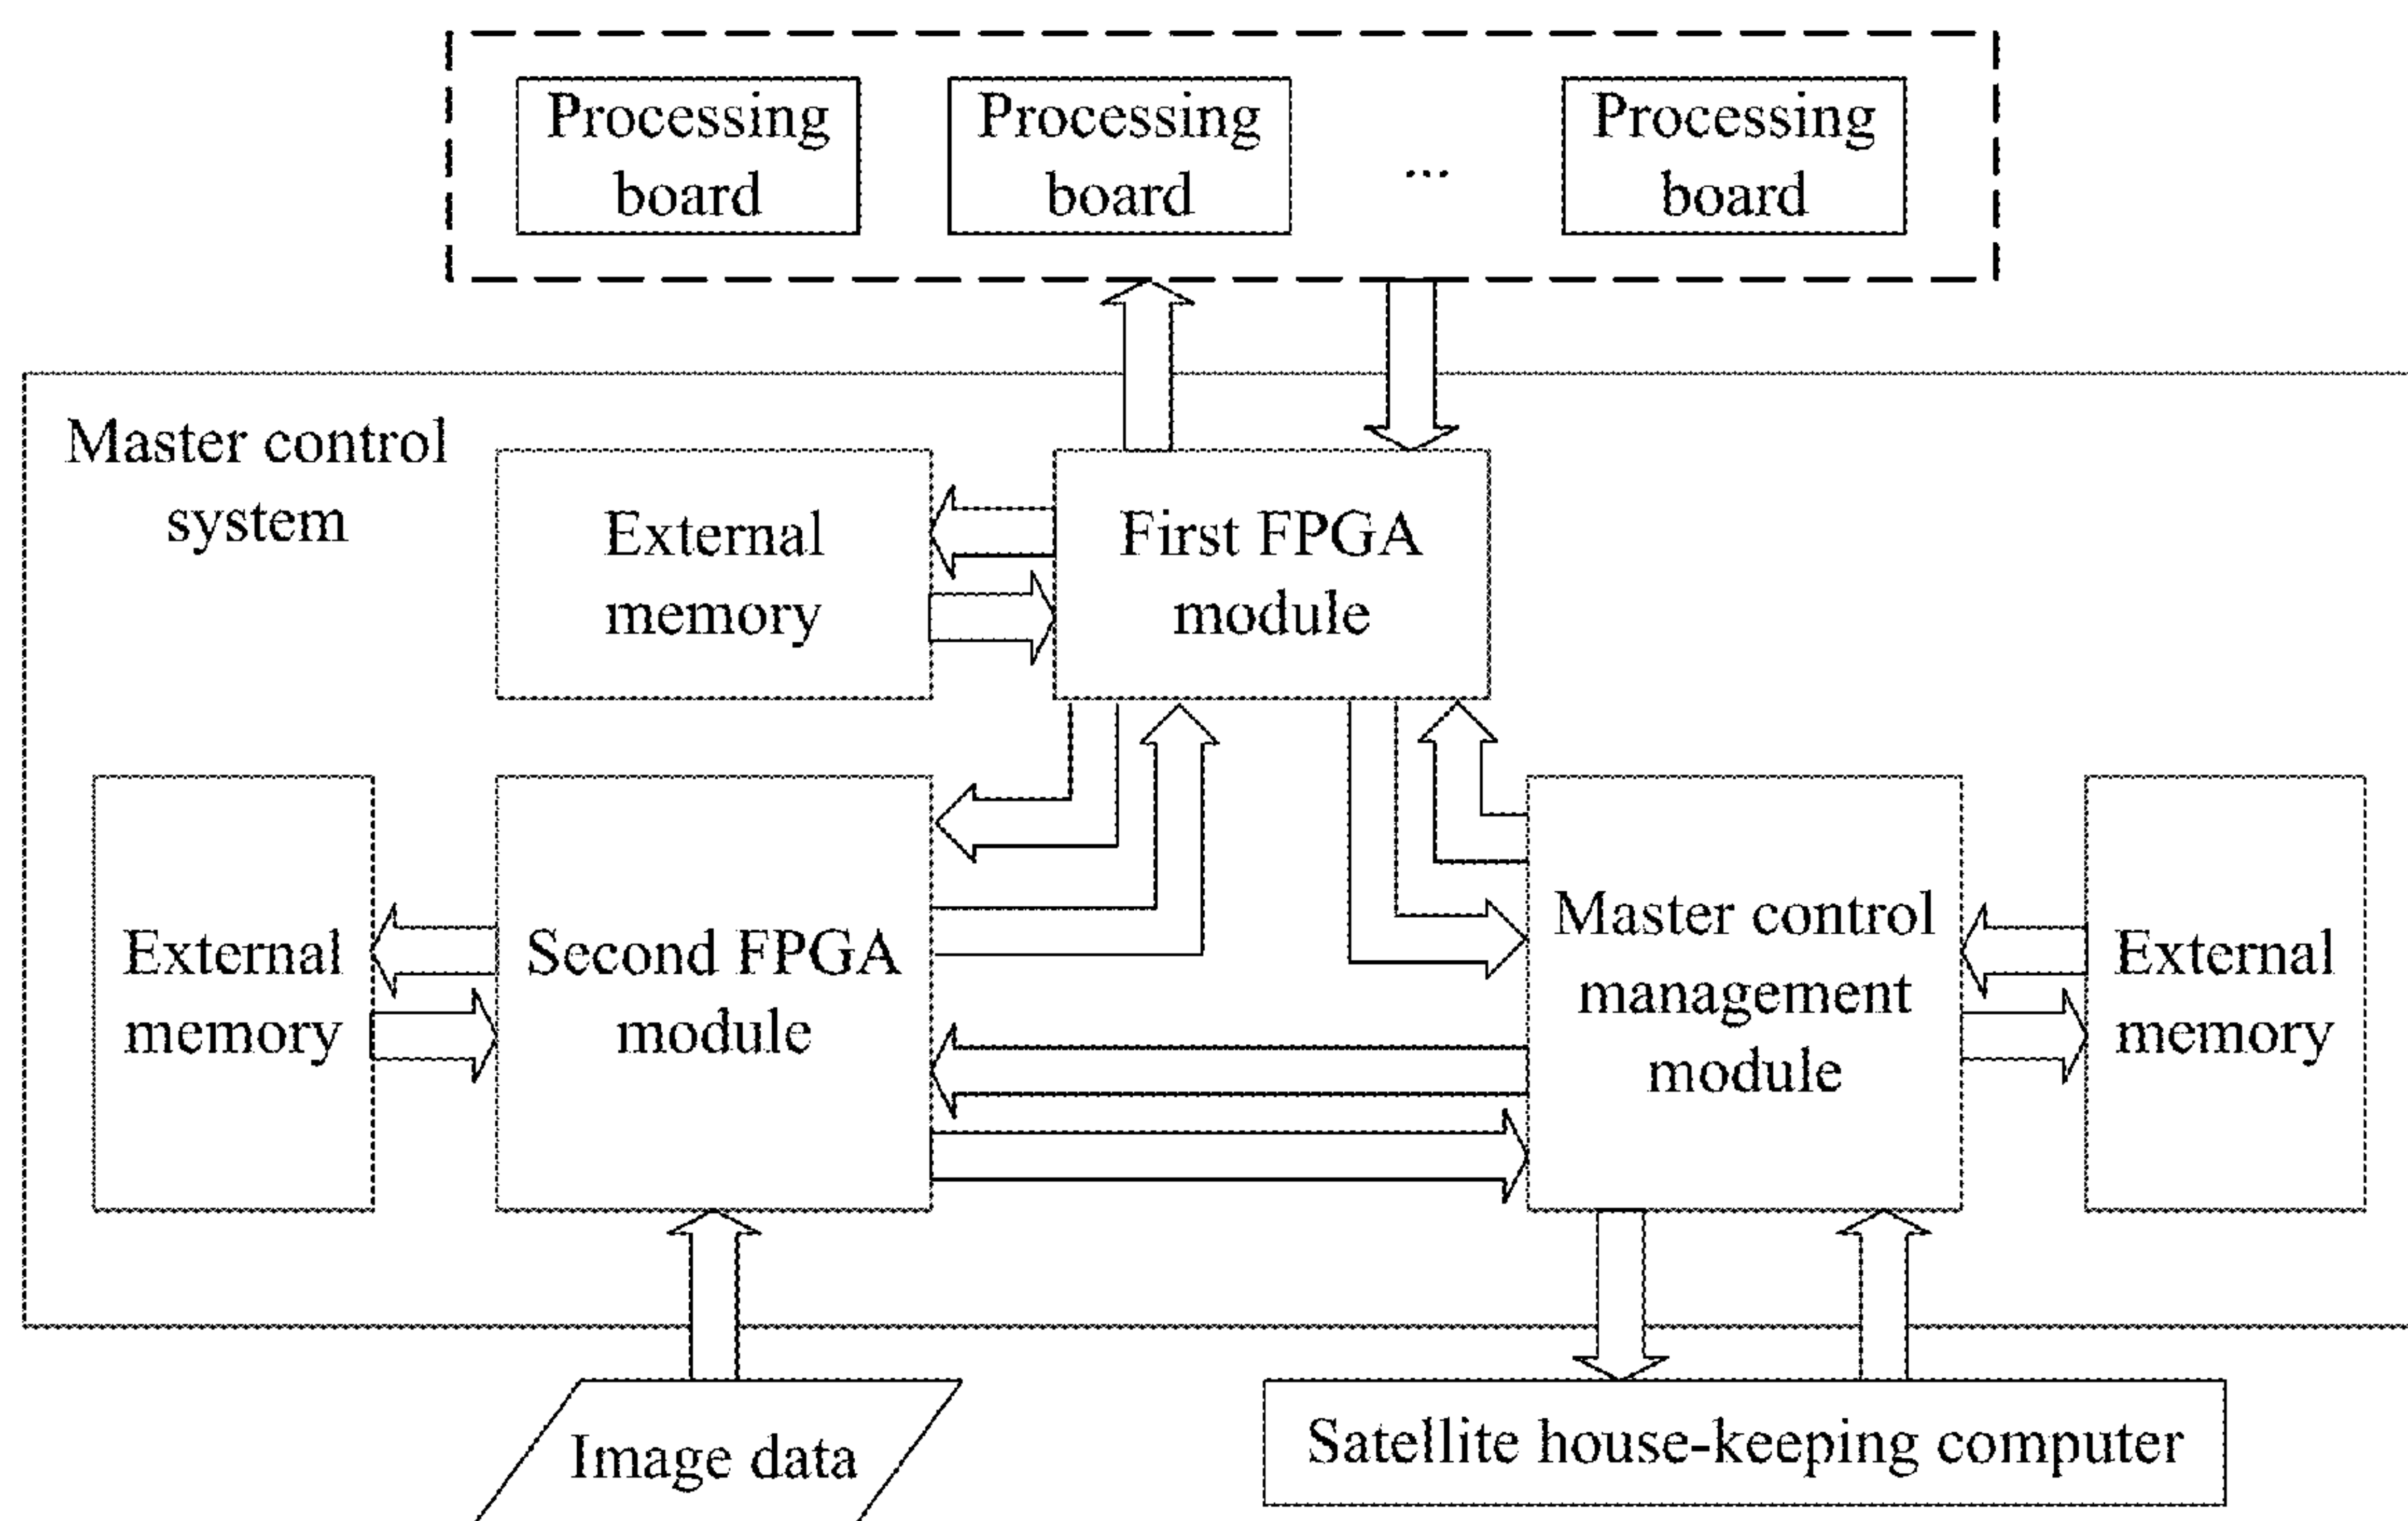 Processing
board
Processing
board
...
Processing
board
Master control
system
External
memory
First FPGA
module
External
memory
Second FPGA
module
Master control
management
module
External
memory
Image data
Satellite house-keeping computer